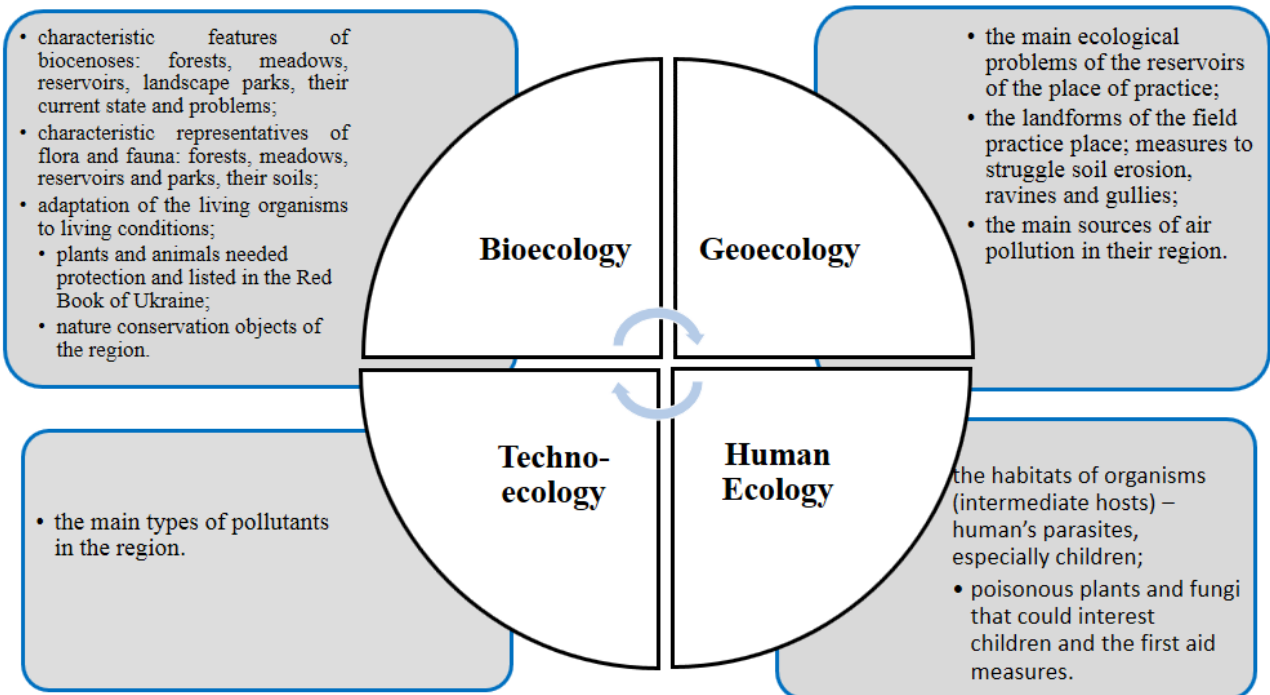 • characteristic features of
biocenoses: forests, meadows,
reservoirs, landscape parks, their
current state and problems;
• characteristic representatives of
flora and fauna: forests, meadows,
reservoirs and parks, their soils;
• adaptation of the living organisms
to living conditions;
• plants and animals needed
protection and listed in the Red
Book of Ukraine;
• nature conservation objects of
the region.
Bioecology
Geoecology
• the main ecological
problems of the reservoirs
of the place of practice;
• the landforms of the field
practice place; measures to
struggle soil erosion,
ravines and gullies;
• the main sources of air
pollution in their region.
• the main types of pollutants
in the region.
Techno-
ecology
Human
Ecology
the habitats of organisms
(intermediate hosts) –
human’s parasites,
especially children;
• poisonous plants and fungi
that could interest
children and the first aid
measures.